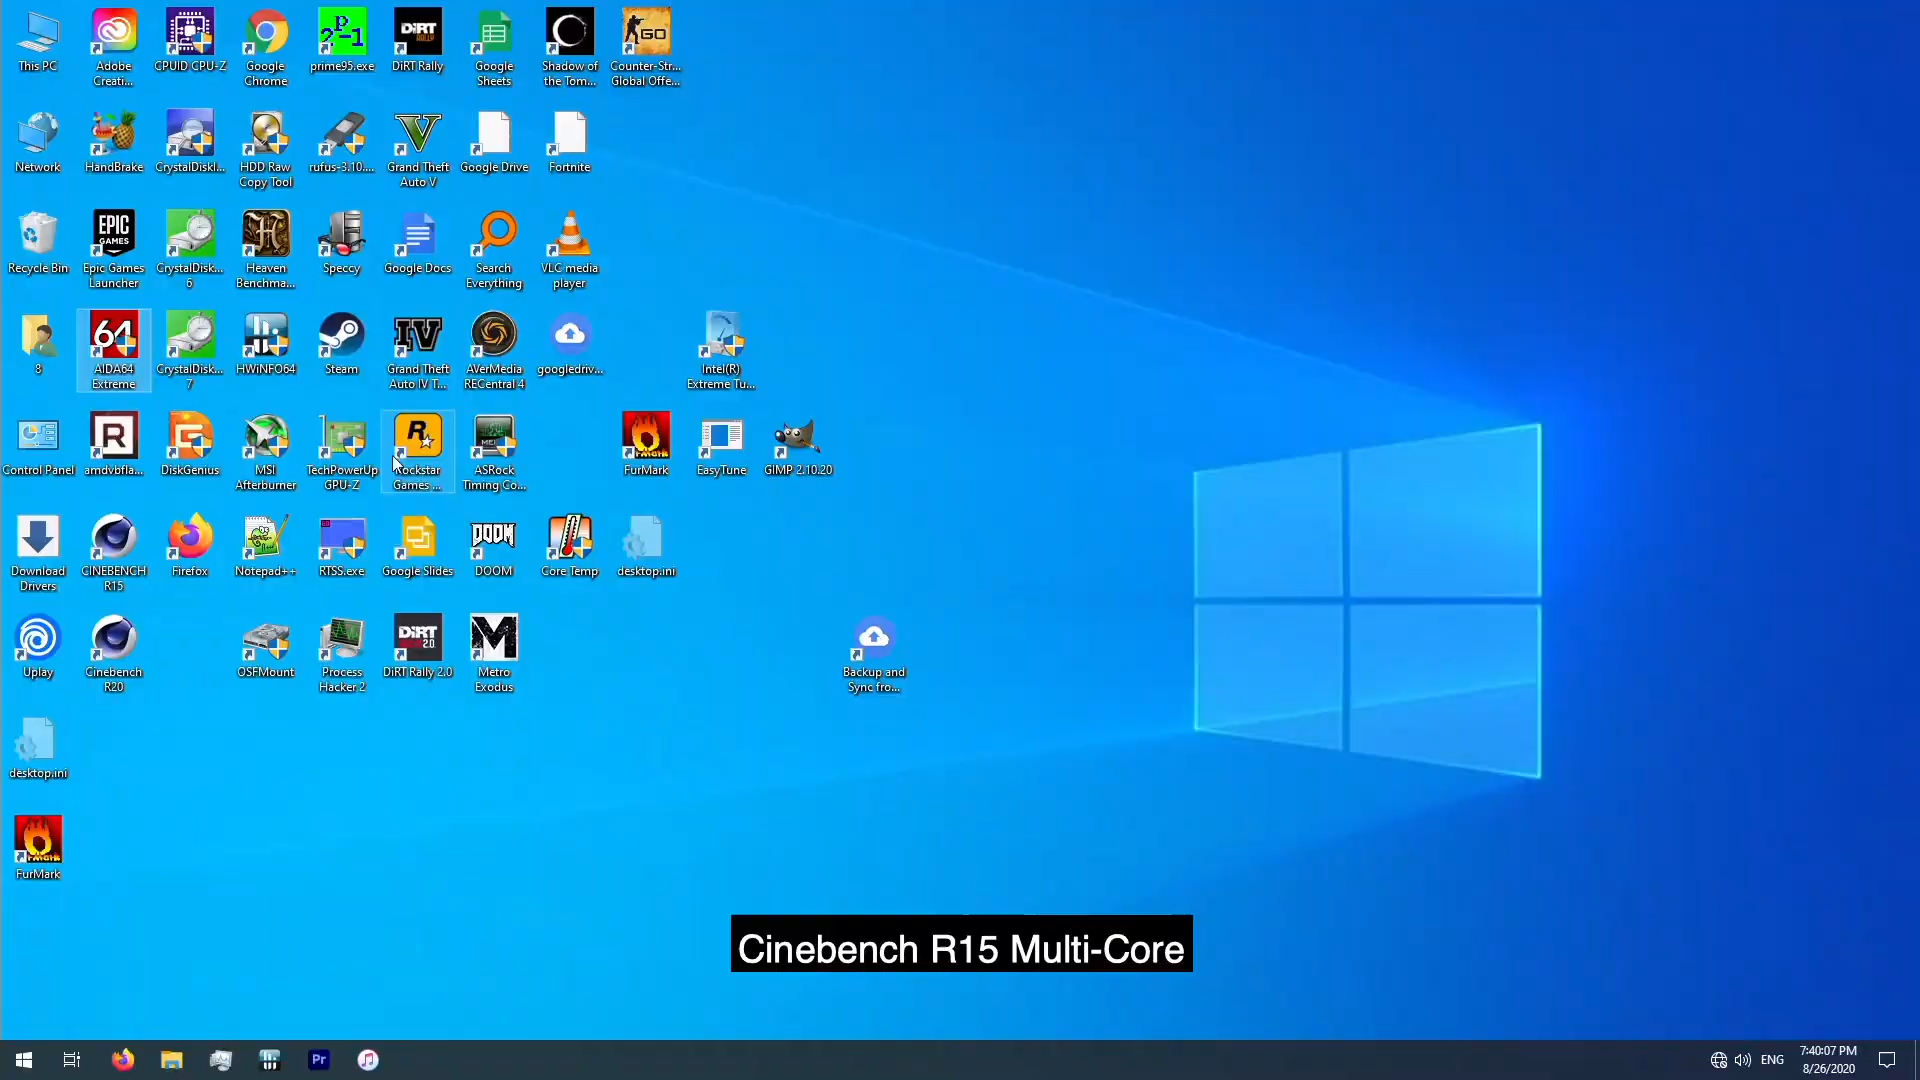 This PC
Adobe
Creati...
CPUID CPU-Z
Google
Chrome
prime95.exe
DiRT Rally
Google
Sheets
Shadow of
the Tom...
Counter-Str...
Global Offe...
Network
HandBrake
CrystalDiskI...
HDD Raw
Copy Tool
rufus-3.10....
Grand Theft
Auto V
Google Drive
Fortnite
Recycle Bin
Epic Games
Launcher
CrystalDisk...
6
Heaven
Benchma...
Speccy
Google Docs
Search
Everything
VLC media
player
8
AIDA64
Extreme
CrystalDisk...
7
HWiNFO64
Steam
Grand Theft
Auto IV T...
AVerMedia
RECentral 4
googledriv...
Intel(R)
Extreme Tu...
Control Panel
amdvbfla...
DiskGenius
MSI
Afterburner
TechPowerUp
GPU-Z
Rockstar
Games ...
ASRock
Timing Co...
FurMark
EasyTune
GIMP 2.10.20
Download
Drivers
CINEBENCH
R15
Firefox
Notepad++
RTSS.exe
Google Slides
DOOM
Core Temp
desktop.ini
Uplay
Cinebench
R20
OSFMount
Process
Hacker 2
DiRT Rally 2.0
Metro
Exodus
Backup and
Sync fro...
desktop.ini
FurMark
Cinebench R15 Multi-Core
Pr
ENG
7:40:07 PM
8/26/2020